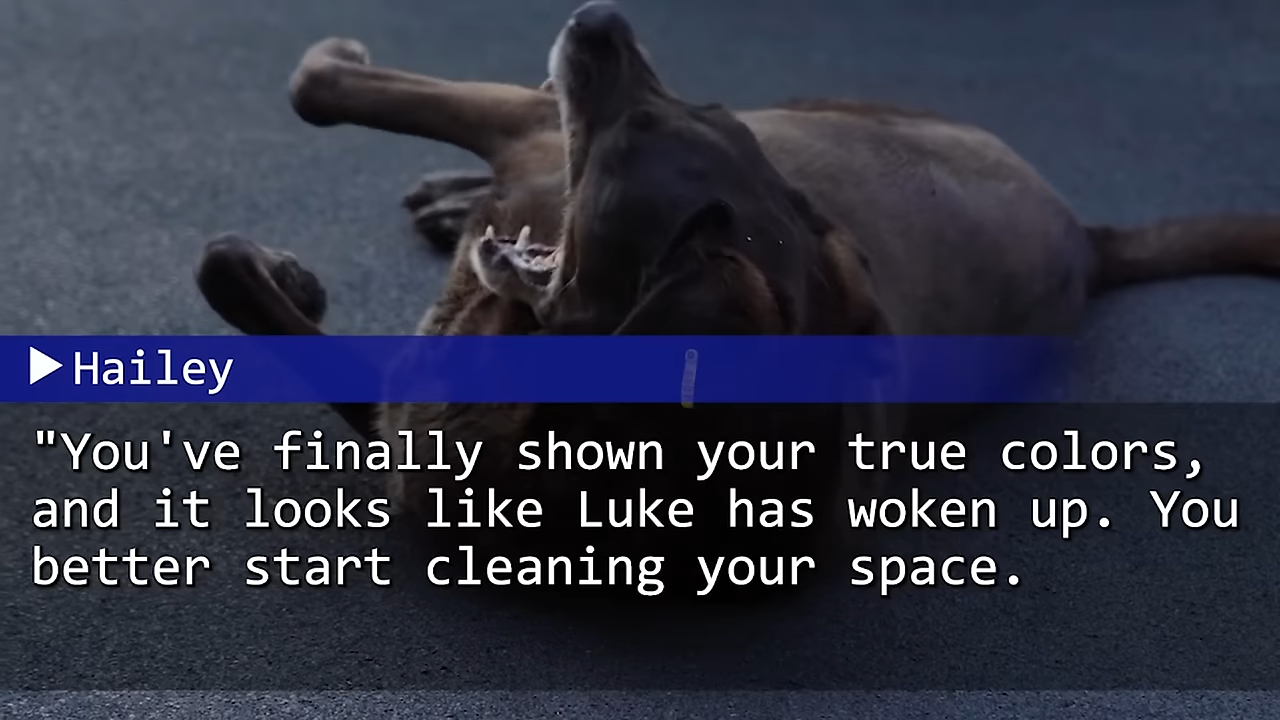 Hailey
"You've finally shown your true colors,
and it looks like Luke has woken up. You
better start cleaning your space.